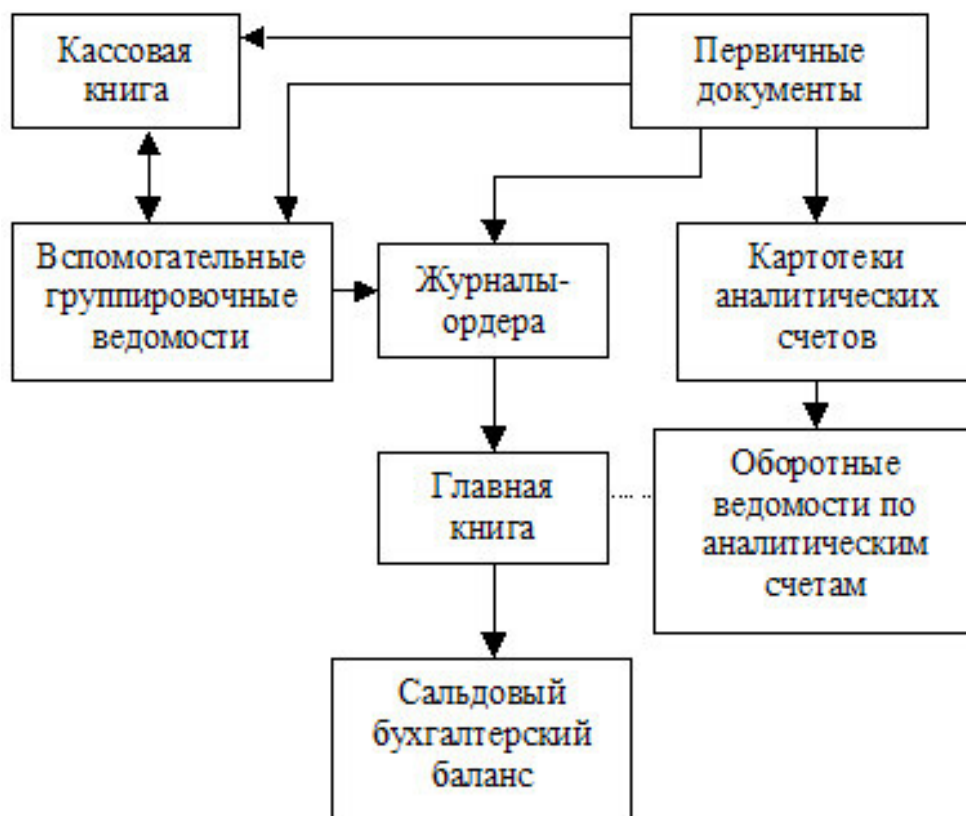 Кассовая
книга
Первичные
документы
Вспомогательные
группировочные
ведомости
Журналы-
ордера
Картотеки
аналитических
счетов
Главная
книга
Оборотные
ведомости по
аналитическим
счетам
Сальдовый
бухгалтерский
баланс